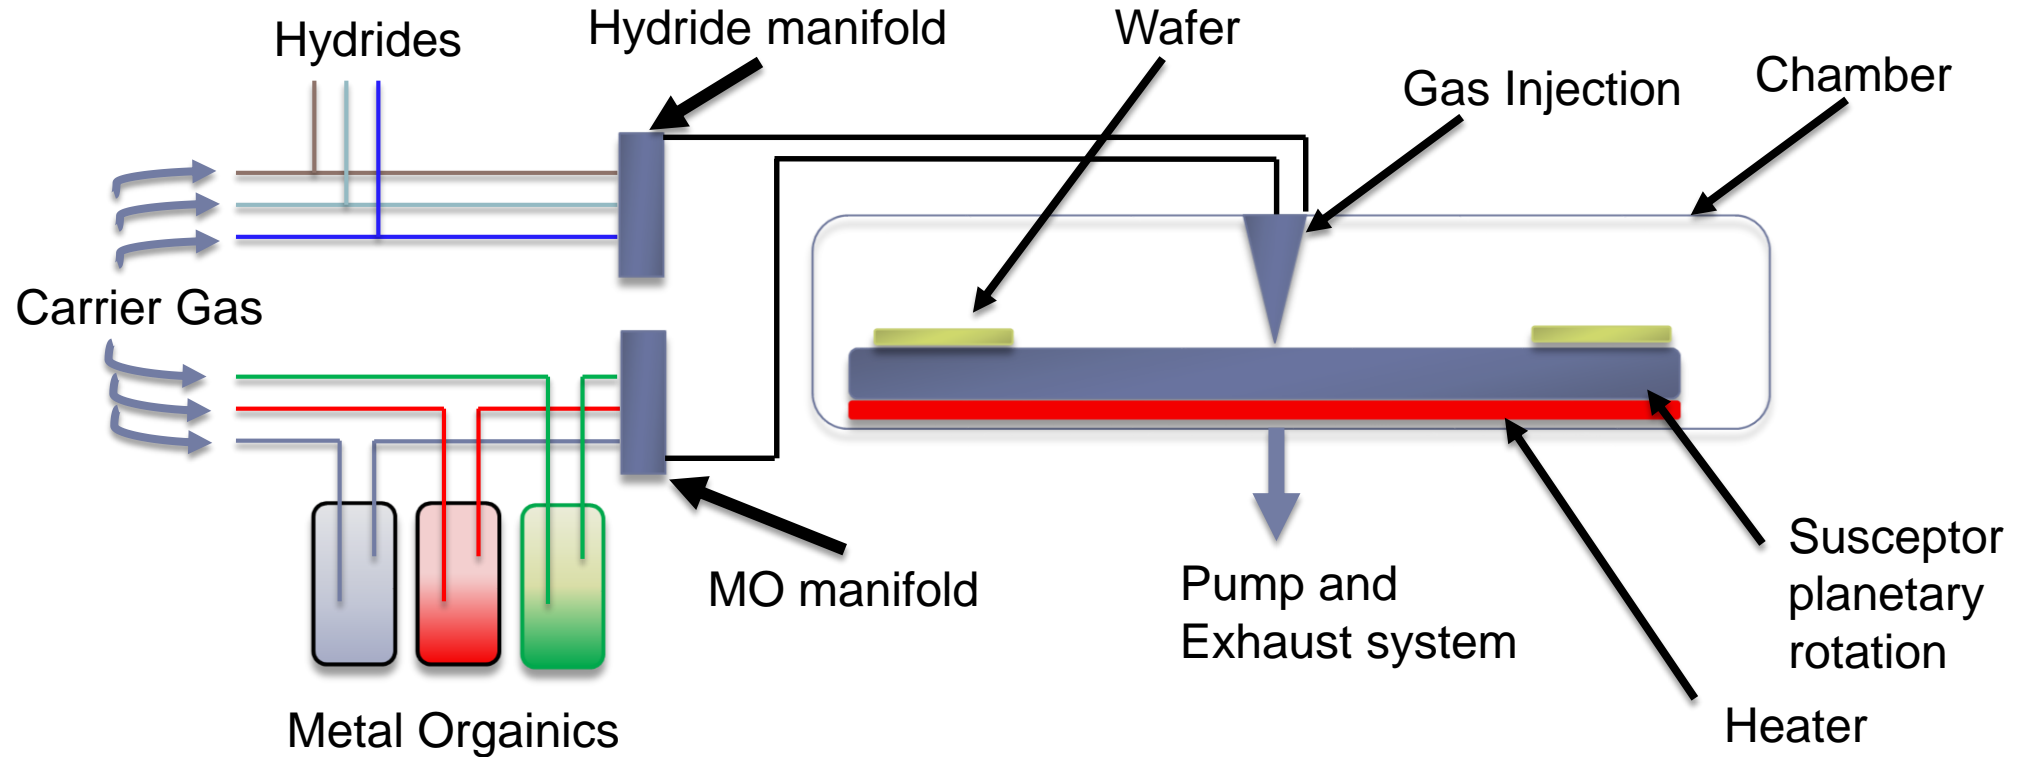 Hydrides
Hydride manifold
Wafer
Gas Injection
Chamber
Carrier Gas
MO manifold
Pump and
Exhaust system
Susceptor
planetary
rotation
Metal Orgainics
Heater